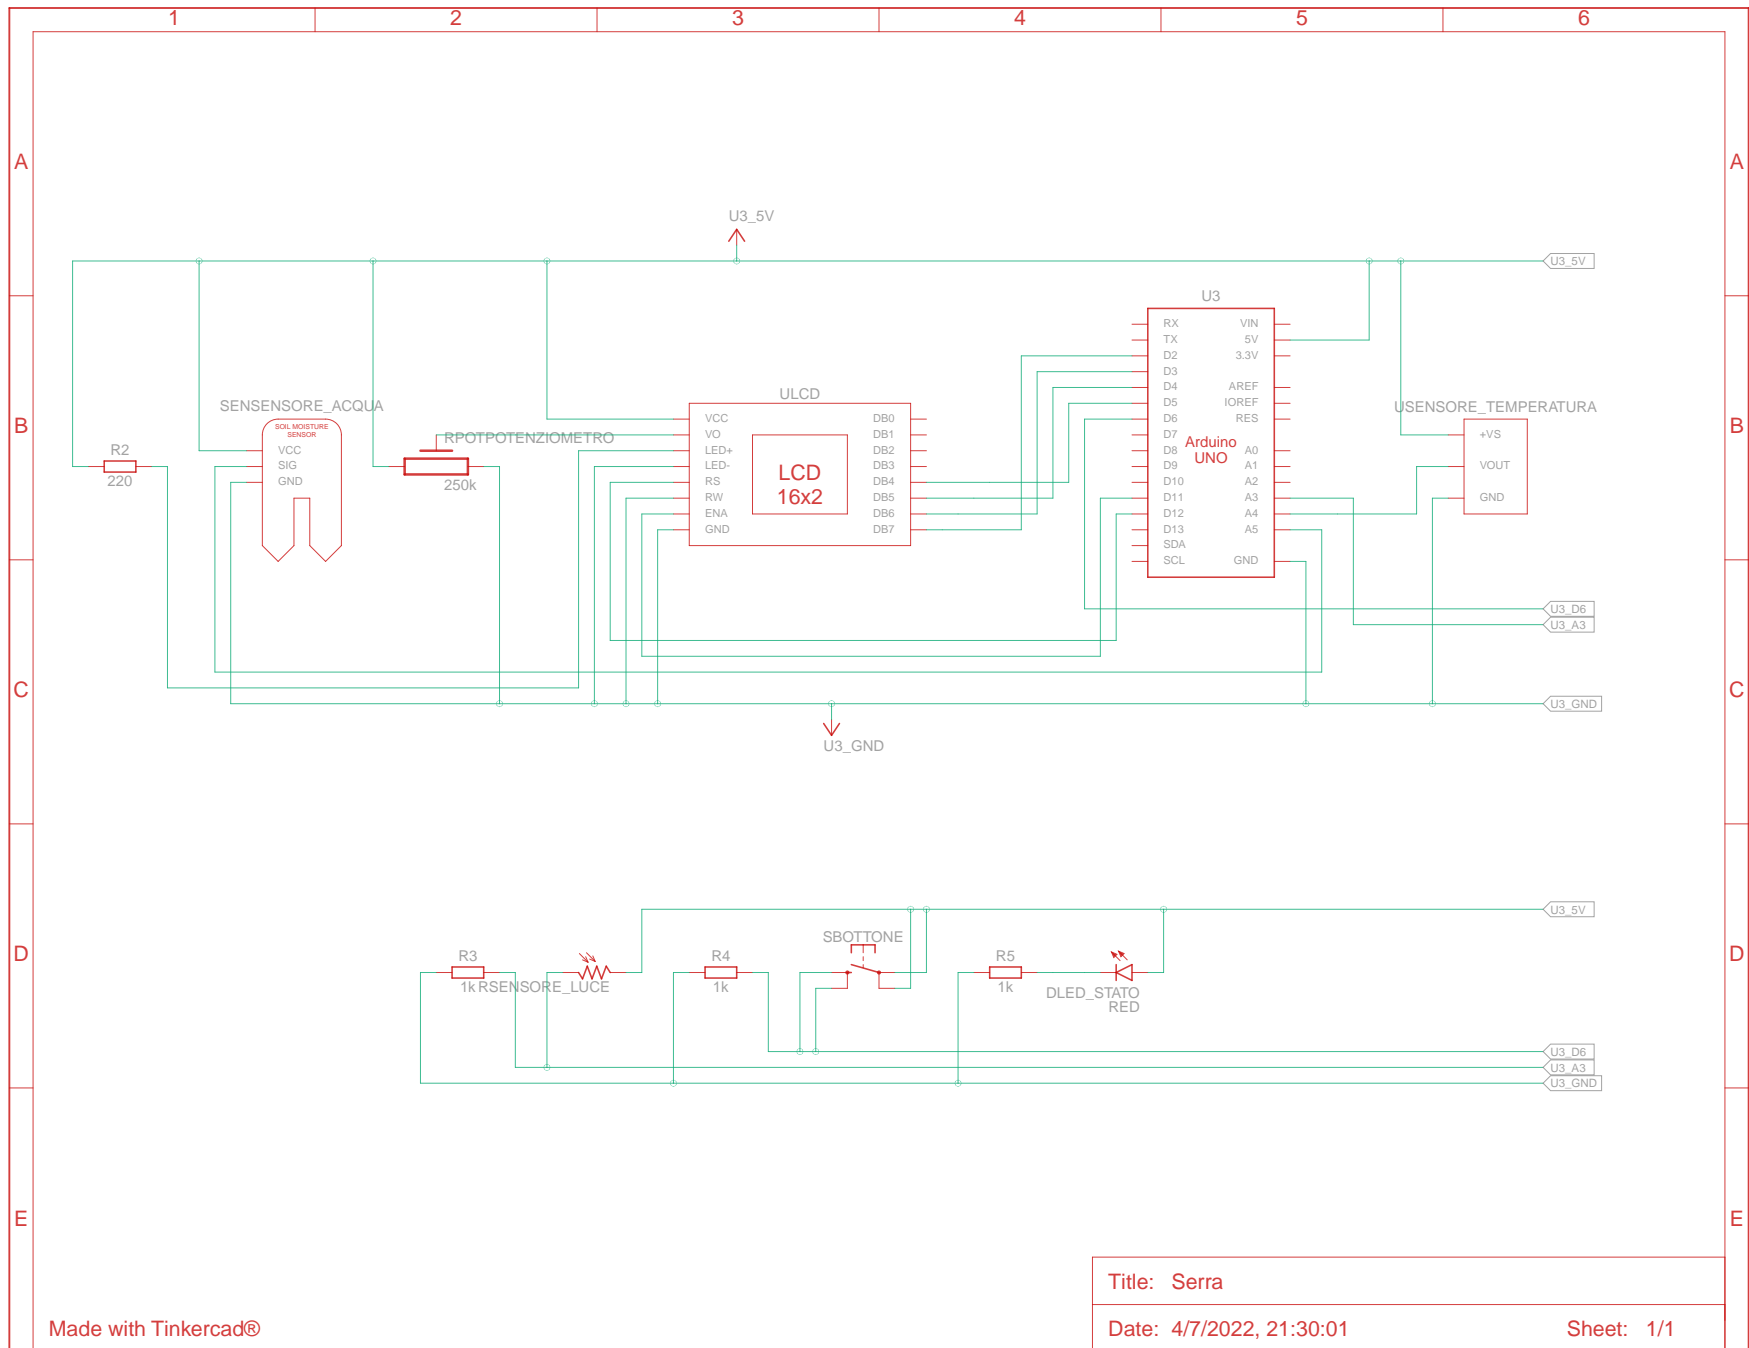 1 2 3 4 5 6
A A
U3_5V
U3_5V
U3
RX VIN
TX 5V
D2 3.3V
D3
D4 AREF
D5 IOREF
D6 RES
D7
D8 A0
D9 A1
D10 A2
D11 A3
D12 A4
D13 A5
SDA
SCL GND
Arduino
UNO
B B
SENSENSORE_ACQUA
SOIL MOISTURE
SENSOR
VCC
SIG
GND
R2
220
RPOTPOTENZIOMETRO
250k
ULCD
VCC DB0
VO DB1
LED+ DB2
LED- DB3
RS DB4
RW DB5
ENA DB6
GND DB7
LCD
16x2
USENSORE_TEMPERATURA
+VS
VOUT
GND
U3_D6
U3_A3
C C
U3_GND
U3_GND
U3_5V
D D
R3
1k
RSENSORE_LUCE
R4
1k
SBOTTONE
R5
1k
DLED_STATO
RED
U3_D6
U3_A3
U3_GND
E E
Title: Serra
Made with Tinkercad®
Date: 4/7/2022, 21:30:01 Sheet: 1/1